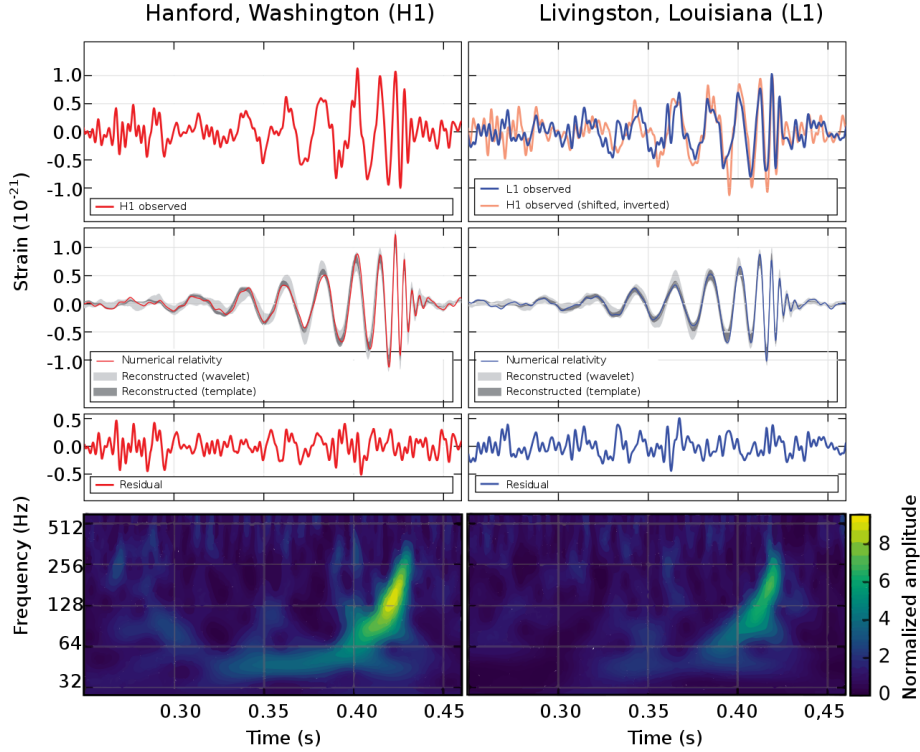 Hanford, Washington (H1)
Livingston, Louisiana (L1)
Strain (10-21)
1.0
0.5
0.0
-0.5
-1.0
H1 observed
L1 observed
H1 observed (shifted, inverted)
1.0
0.5
0.0
-0.5
-1.0
Numerical relativity
Reconstructed (wavelet)
Reconstructed (template)
Numerical relativity
Reconstructed (wavelet)
Reconstructed (template)
0.5
0.0
-0.5
Residual
Residual
Frequency (Hz)
512
256
128
64
32
0.30
0.35
0.40
0.45
Time (s)
0.30
0.35
0.40
0,45
Time (s)
8
6
4
2
0
Normalized amplitude